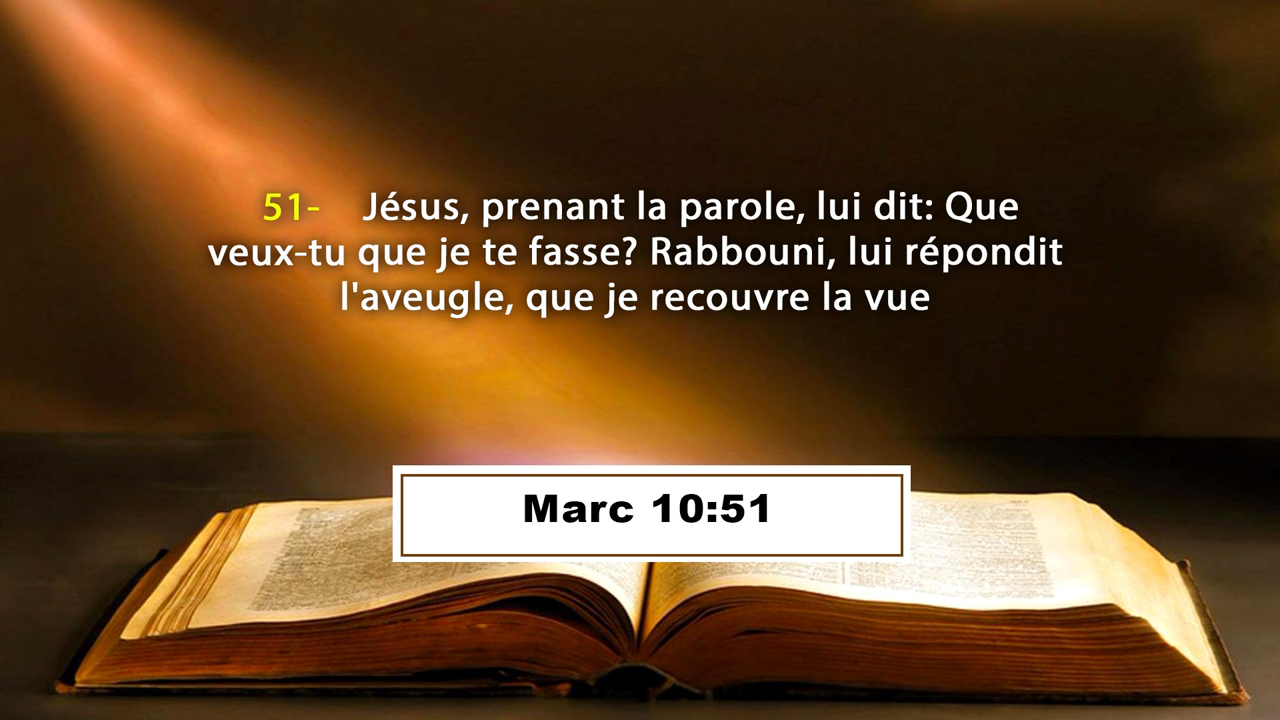 51- Jésus, prenant la parole, lui dit: Que
veux-tu que je te fasse? Rabbouni, lui répondit
l'aveugle, que je recouvre la vue
Marc 10:51